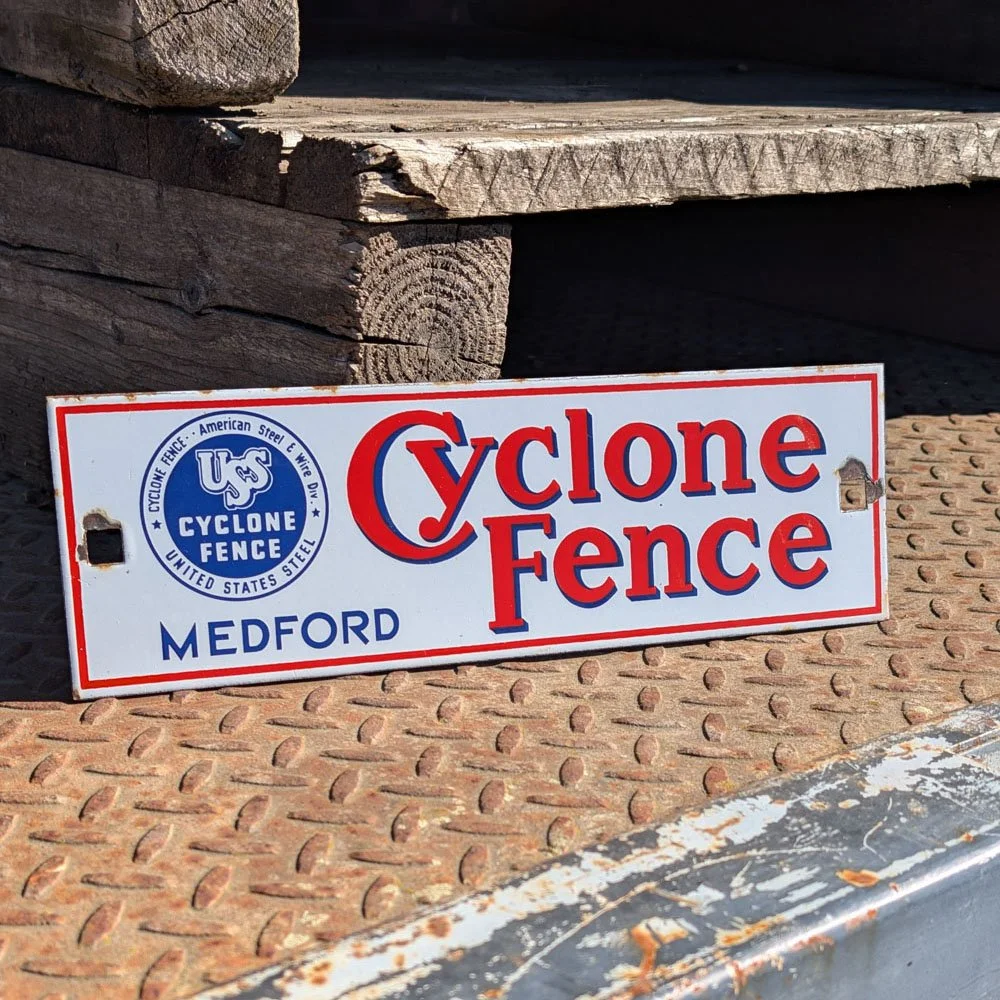 CYCLONE FENCE·· American Steel & Wire Div.
USS
CYCLONE
FENCE
★ UNITED STATES STEEL ★
MEDFORD
Cyclone
Fence